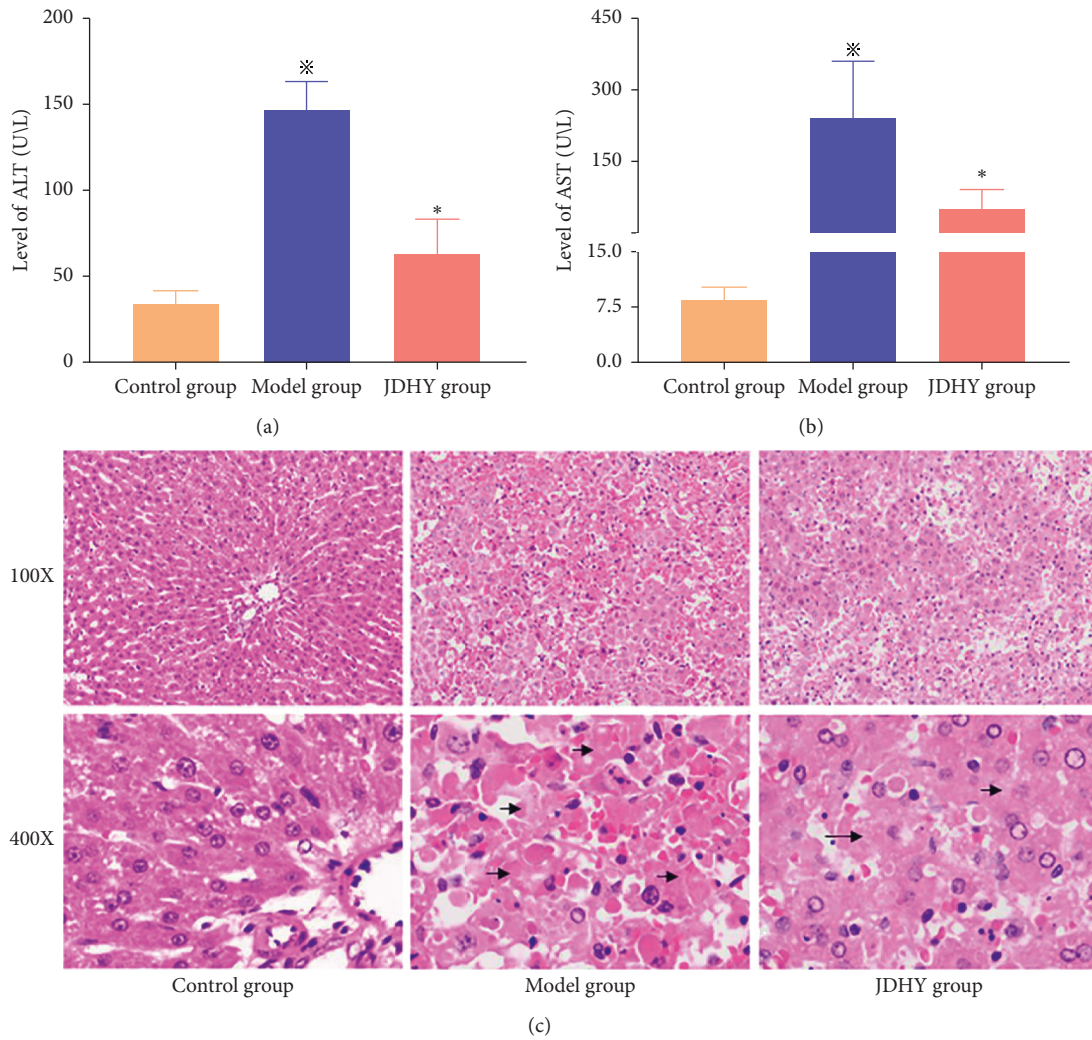 Level of ALT (U\L)
200
150
100
50
0
※
*
Control group
Model group
JDHY group
(a)
Level of AST (U\L)
450
300
150
15.0
7.5
0.0
※
*
Control group
Model group
JDHY group
(b)
100X
400X
Control group
Model group
JDHY group
(c)